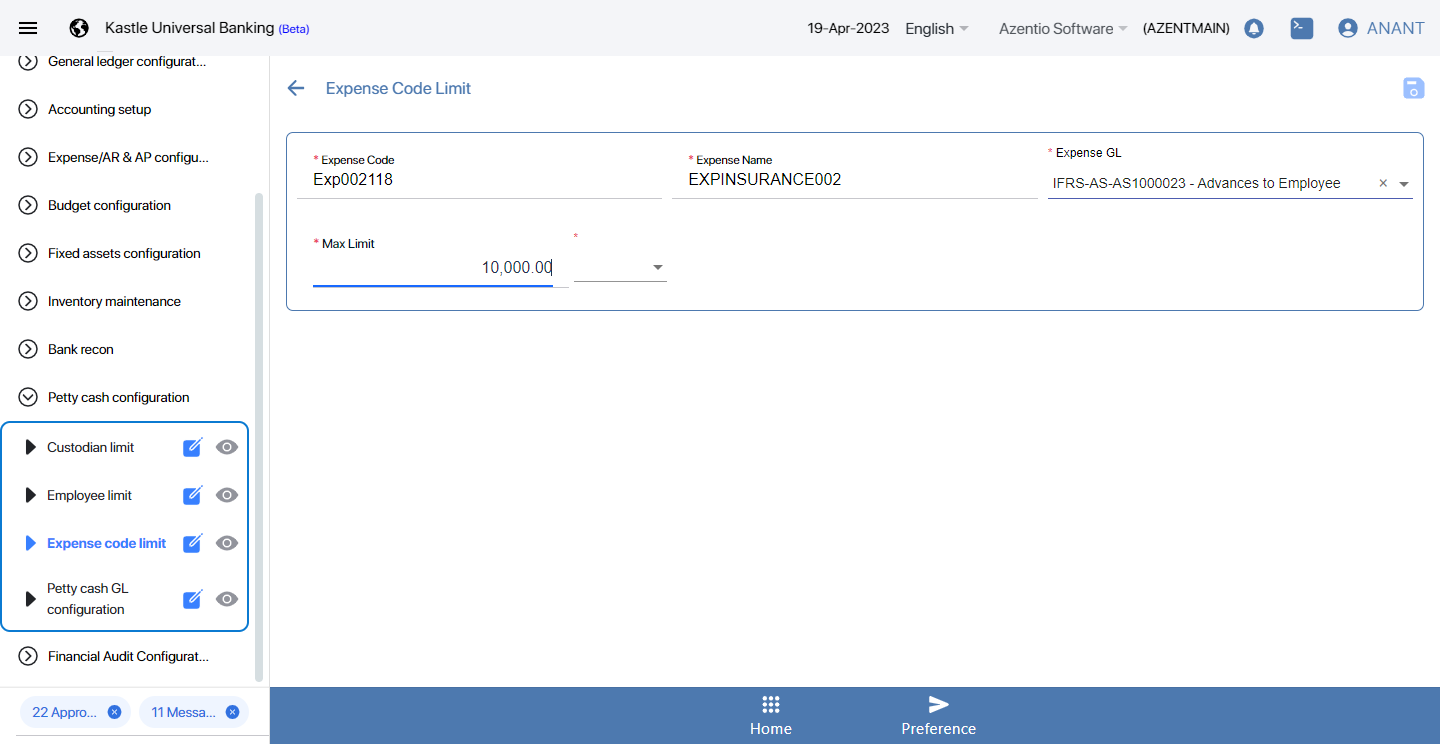 Kastle Universal Banking (Beta)
19-Apr-2023
English
Azentio Software
(AZENTMAIN)
ANANT
General ledger configurat...
Accounting setup
Expense/AR & AP configu...
Budget configuration
Fixed assets configuration
Inventory maintenance
Bank recon
Petty cash configuration
Custodian limit
Employee limit
Expense code limit
Petty cash GL
configuration
Financial Audit Configurat...
22 Appro...
11 Messa...
Expense Code Limit
* Expense Code
Exp002118
* Expense Name
EXPINSURANCE002
* Expense GL
IFRS-AS-AS1000023 - Advances to Employee
* Max Limit
10,000.00
*
Home
Preference